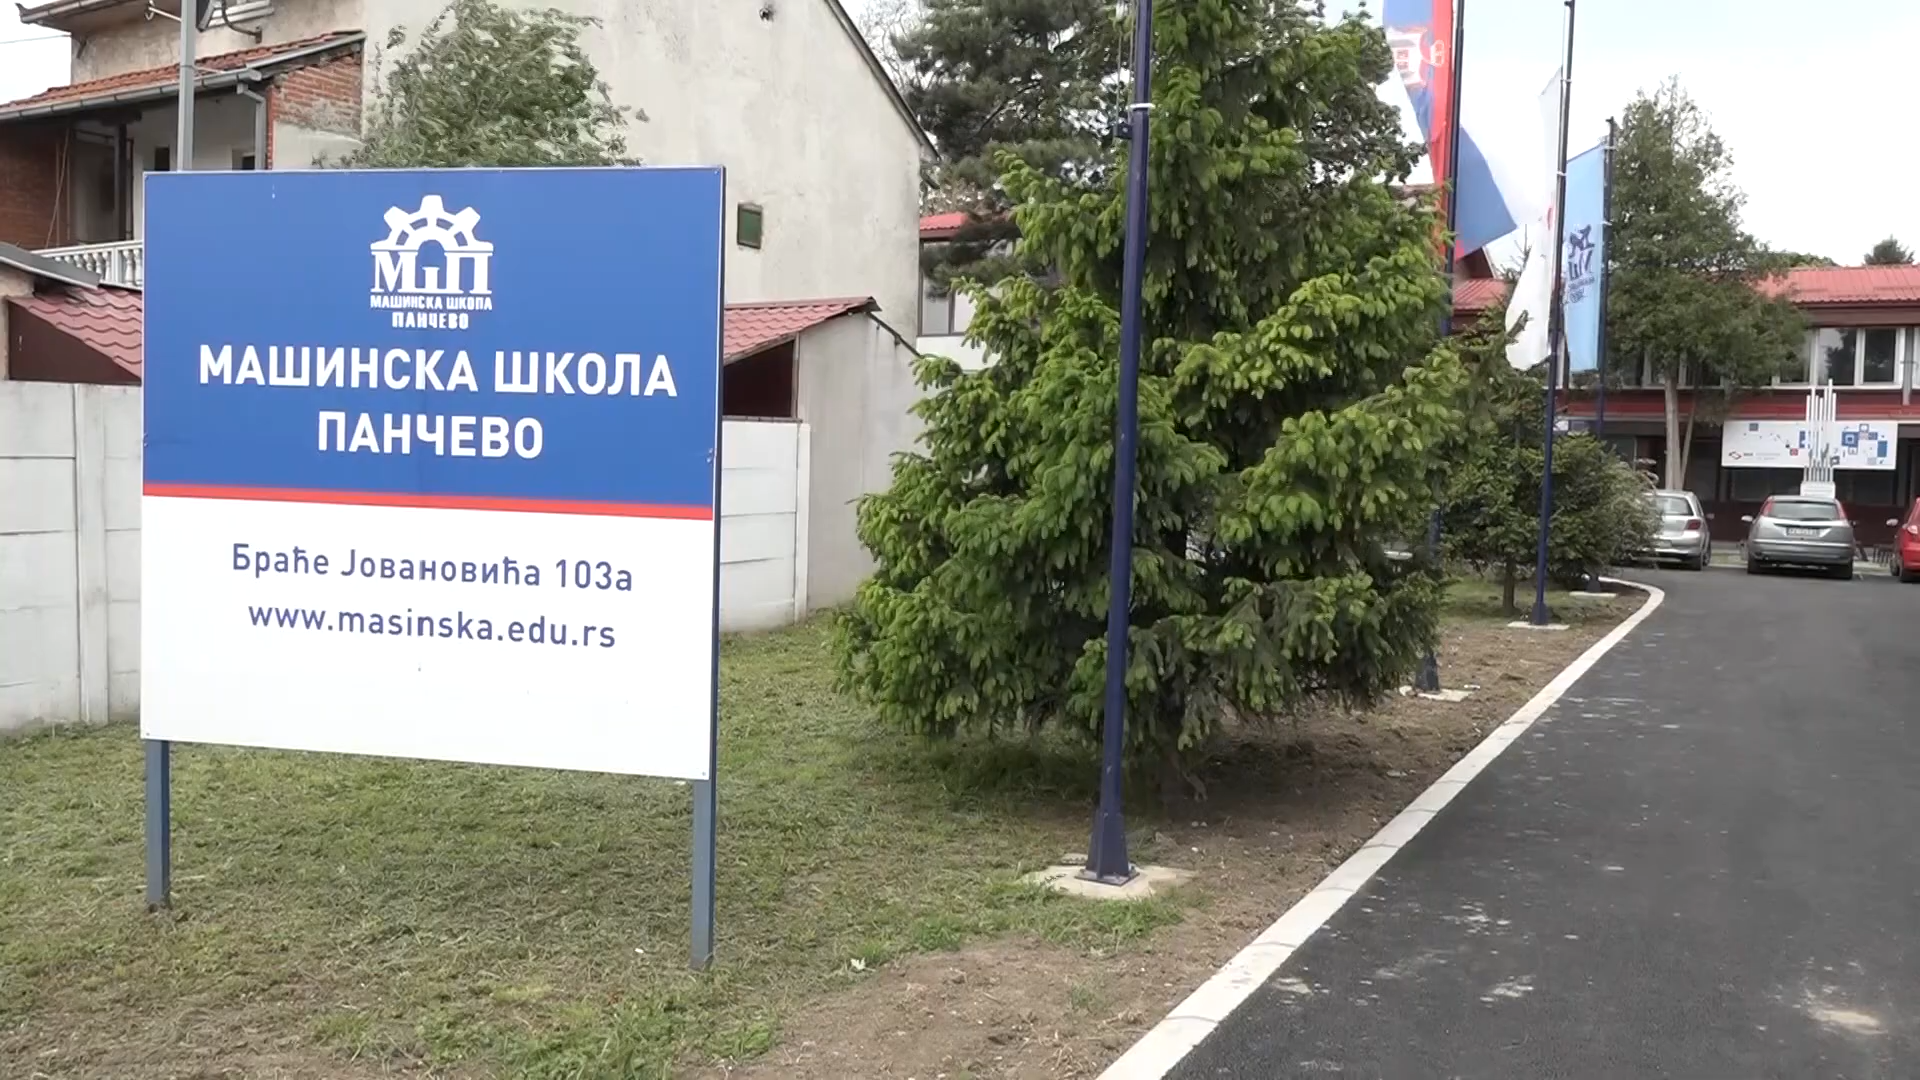 МШП
МАШИНСКА ШКОЛА
ПАНЧЕВО
МАШИНСКА ШКОЛА
ПАНЧЕВО
Браће Јовановића 103а
www.masinska.edu.rs